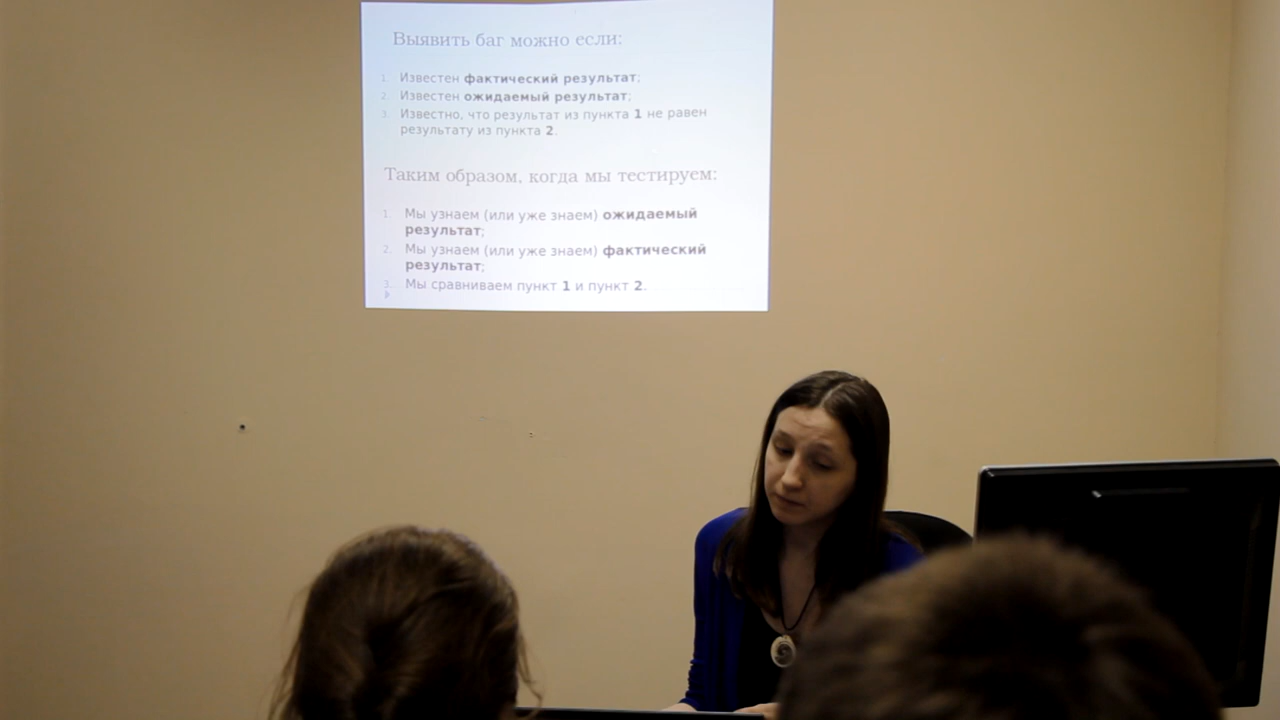 Выявить баг можно если:
1. Известен фактический результат;
2. Известен ожидаемый результат;
3. Известно, что результат из пункта 1 не равен
результату из пункта 2.
Таким образом, когда мы тестируем:
1. Мы узнаем (или уже знаем) ожидаемый
результат;
2. Мы узнаем (или уже знаем) фактический
результат;
3. Мы сравниваем пункт 1 и пункт 2.